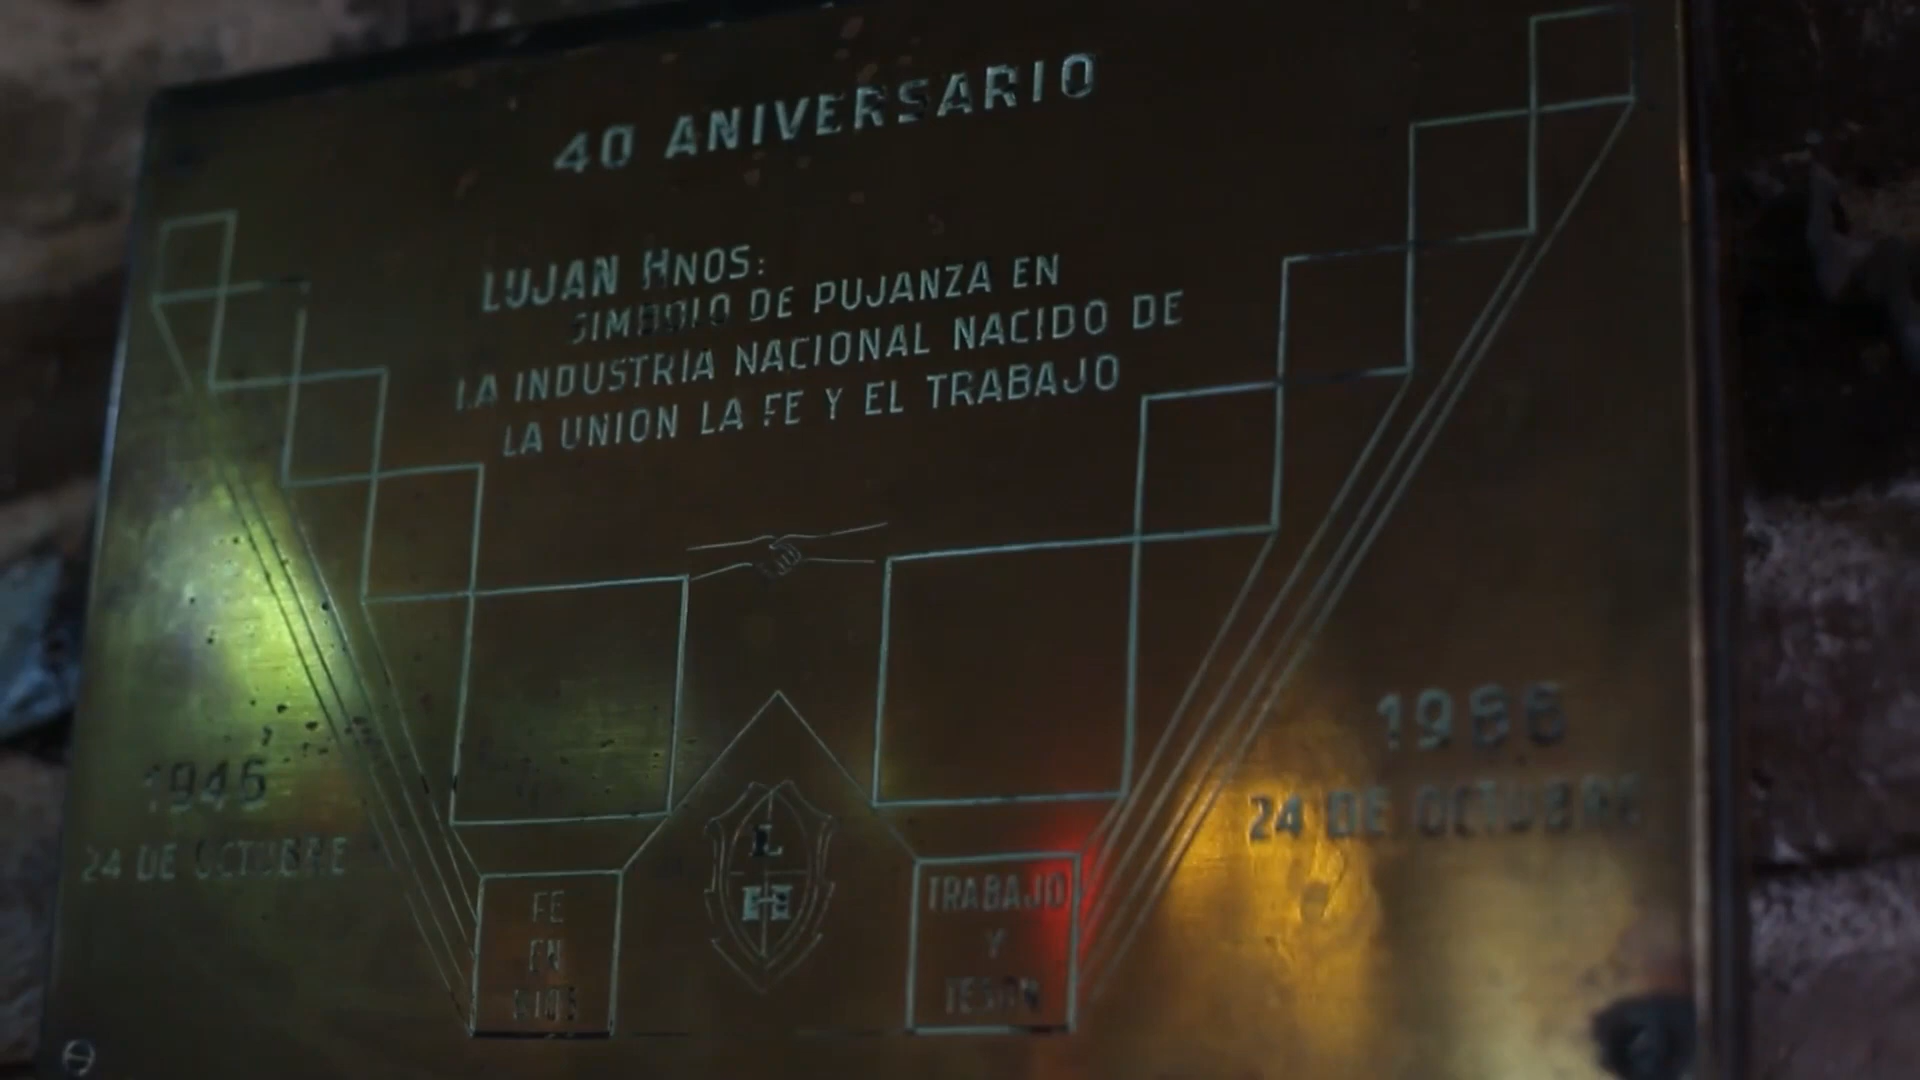 40 ANIVERSARIO
LUJAN HNOS:
SIMBOLO DE PUJANZA EN
LA INDUSTRIA NACIONAL NACIDO DE
LA UNION LA FE Y EL TRABAJO
1946
24 DE OCTUBRE
1986
24 DE OCTUBRE
FE
EN
DIOS
L
H
TRABAJO
Y
TESON